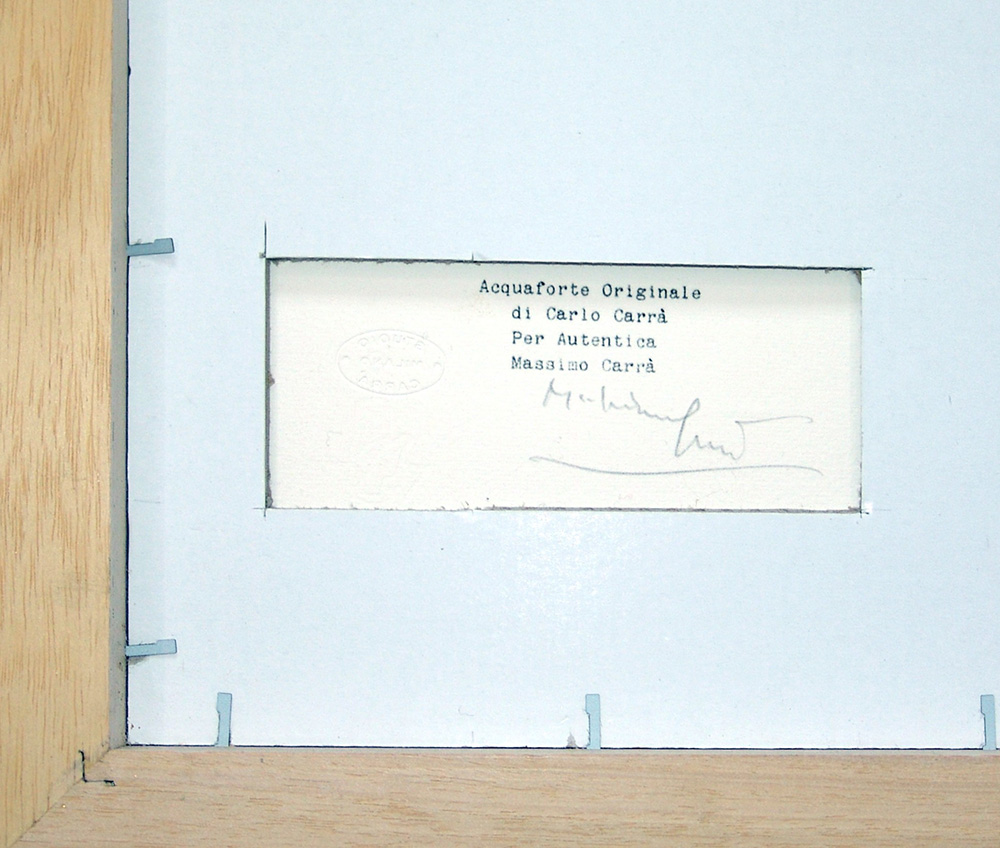 Acquaforte Originale
di Carlo Carrà
Per Autentica
Massimo Carrà